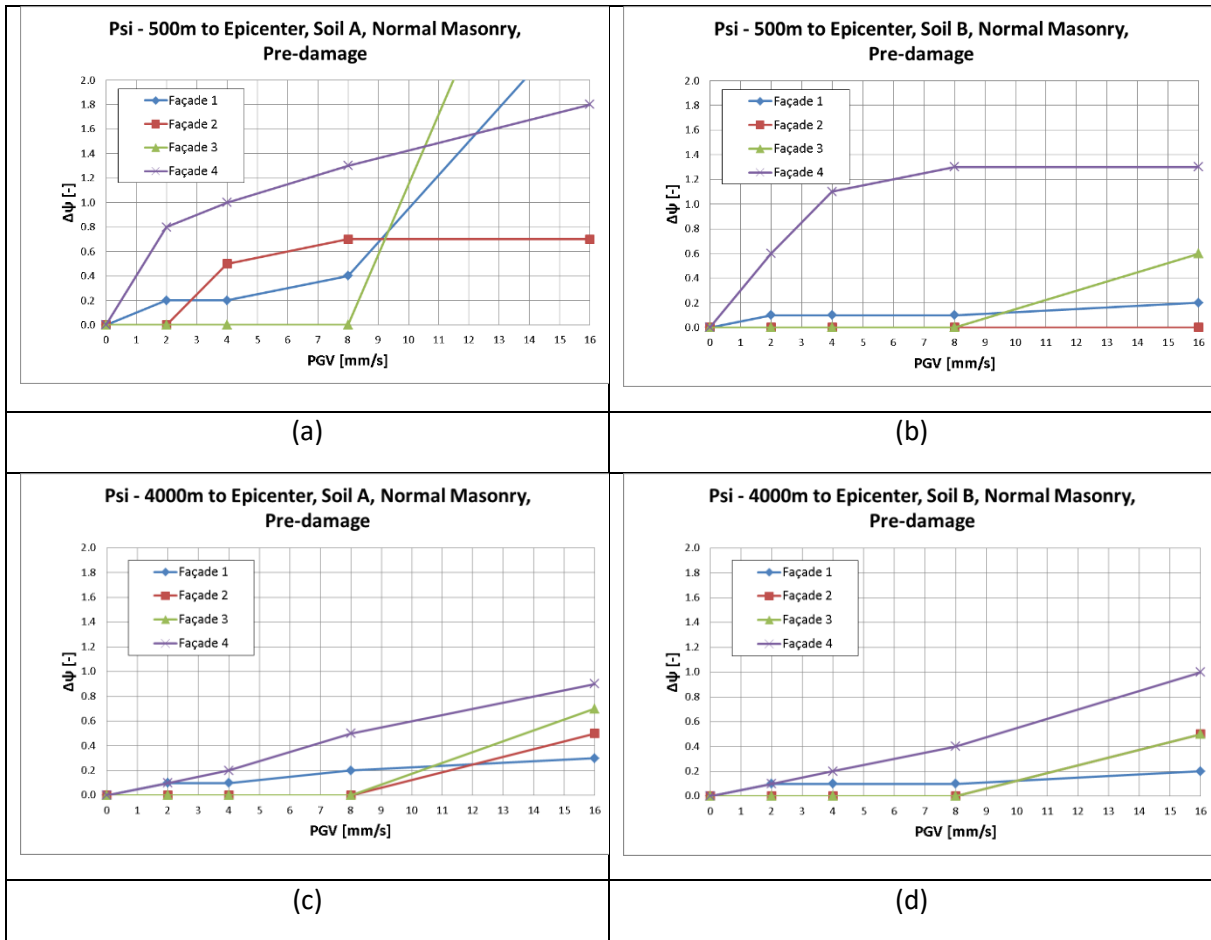 Psi - 500m to Epicenter, Soil A, Normal Masonry,
Pre-damage
2.0
1.8
1.6
1.4
1.2
1.0
0.8
0.6
0.4
0.2
0.0
Δψ [-]
Façade 1
Façade 2
Façade 3
Façade 4
0 1 2 3 4 5 6 7 8 9 10 11 12 13 14 15 16
PGV [mm/s]
(a)
Psi - 500m to Epicenter, Soil B, Normal Masonry,
Pre-damage
2.0
1.8
1.6
1.4
1.2
1.0
0.8
0.6
0.4
0.2
0.0
Δψ [-]
Façade 1
Façade 2
Façade 3
Façade 4
0 1 2 3 4 5 6 7 8 9 10 11 12 13 14 15 16
PGV [mm/s]
(b)
Psi - 4000m to Epicenter, Soil A, Normal Masonry,
Pre-damage
2.0
1.8
1.6
1.4
1.2
1.0
0.8
0.6
0.4
0.2
0.0
Δψ [-]
Façade 1
Façade 2
Façade 3
Façade 4
0 1 2 3 4 5 6 7 8 9 10 11 12 13 14 15 16
PGV [mm/s]
(c)
Psi - 4000m to Epicenter, Soil B, Normal Masonry,
Pre-damage
2.0
1.8
1.6
1.4
1.2
1.0
0.8
0.6
0.4
0.2
0.0
Δψ [-]
Façade 1
Façade 2
Façade 3
Façade 4
0 1 2 3 4 5 6 7 8 9 10 11 12 13 14 15 16
PGV [mm/s]
(d)